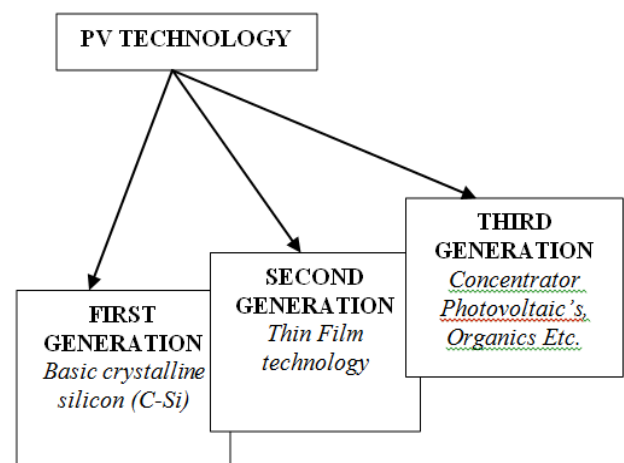 PV TECHNOLOGY
FIRST
GENERATION
Basic crystalline
silicon (C-Si)
SECOND
GENERATION
Thin Film
technology
THIRD
GENERATION
Concentrator
Photovoltaic's,
Organics Etc.